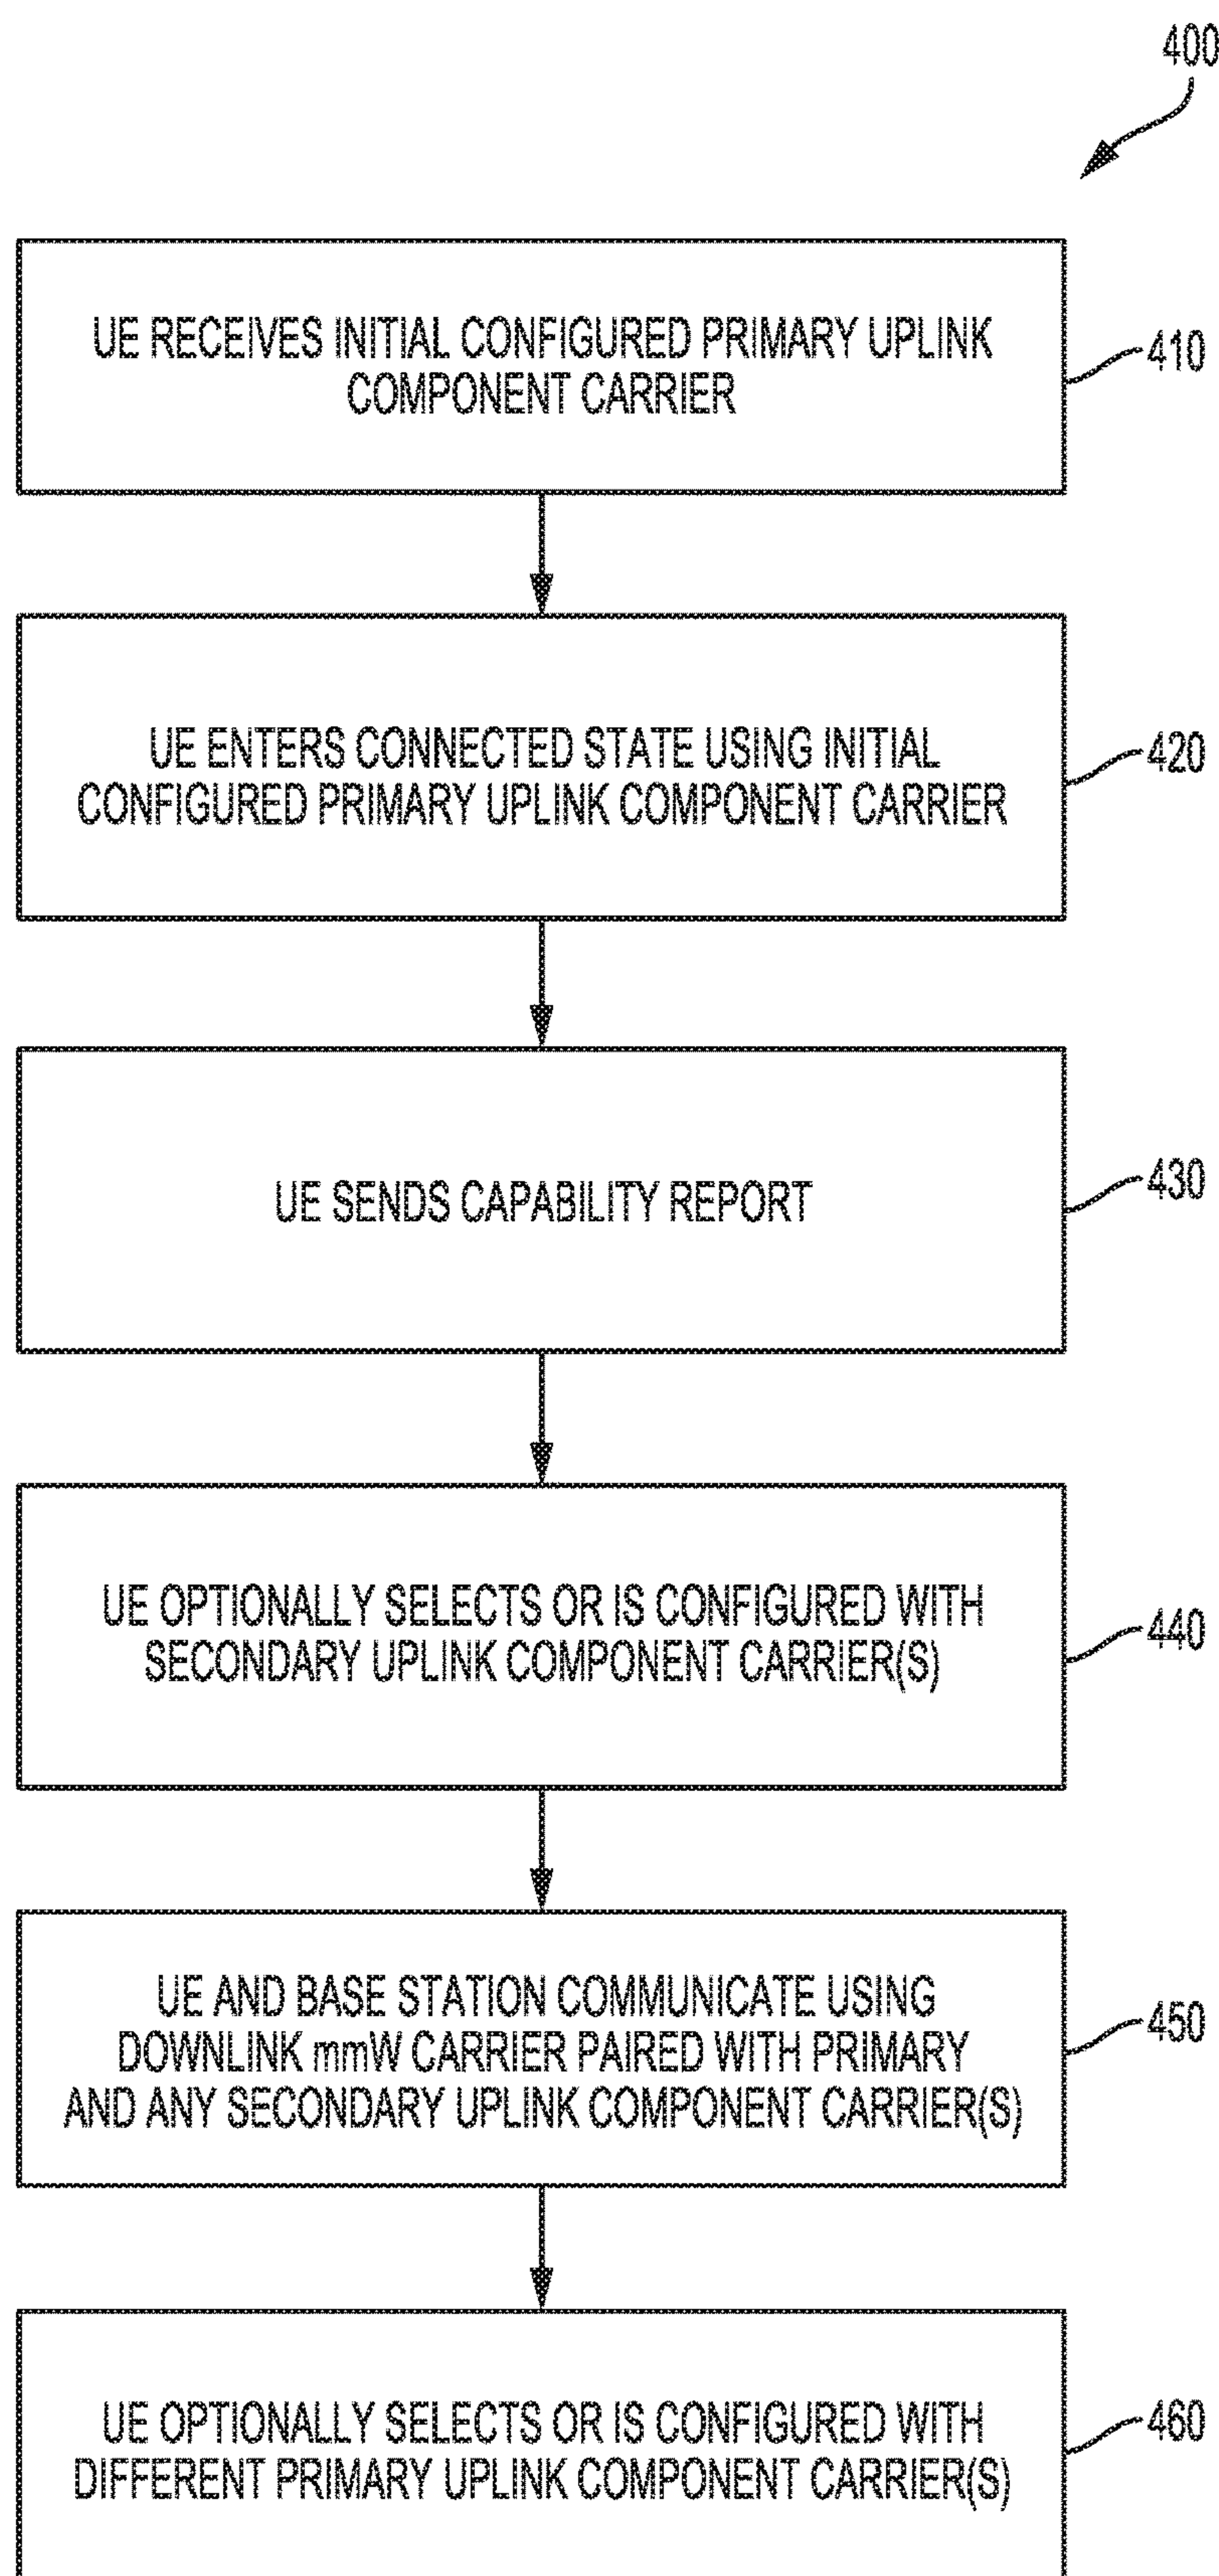 400
UE RECEIVES INITIAL CONFIGURED PRIMARY UPLINK
COMPONENT CARRIER
410
UE ENTERS CONNECTED STATE USING INITIAL
CONFIGURED PRIMARY UPLINK COMPONENT CARRIER
420
UE SENDS CAPABILITY REPORT
430
UE OPTIONALLY SELECTS OR IS CONFIGURED WITH
SECONDARY UPLINK COMPONENT CARRIER(S)
440
UE AND BASE STATION COMMUNICATE USING
DOWNLINK mmW CARRIER PAIRED WITH PRIMARY
AND ANY SECONDARY UPLINK COMPONENT CARRIER(S)
450
UE OPTIONALLY SELECTS OR IS CONFIGURED WITH
DIFFERENT PRIMARY UPLINK COMPONENT CARRIER(S)
460